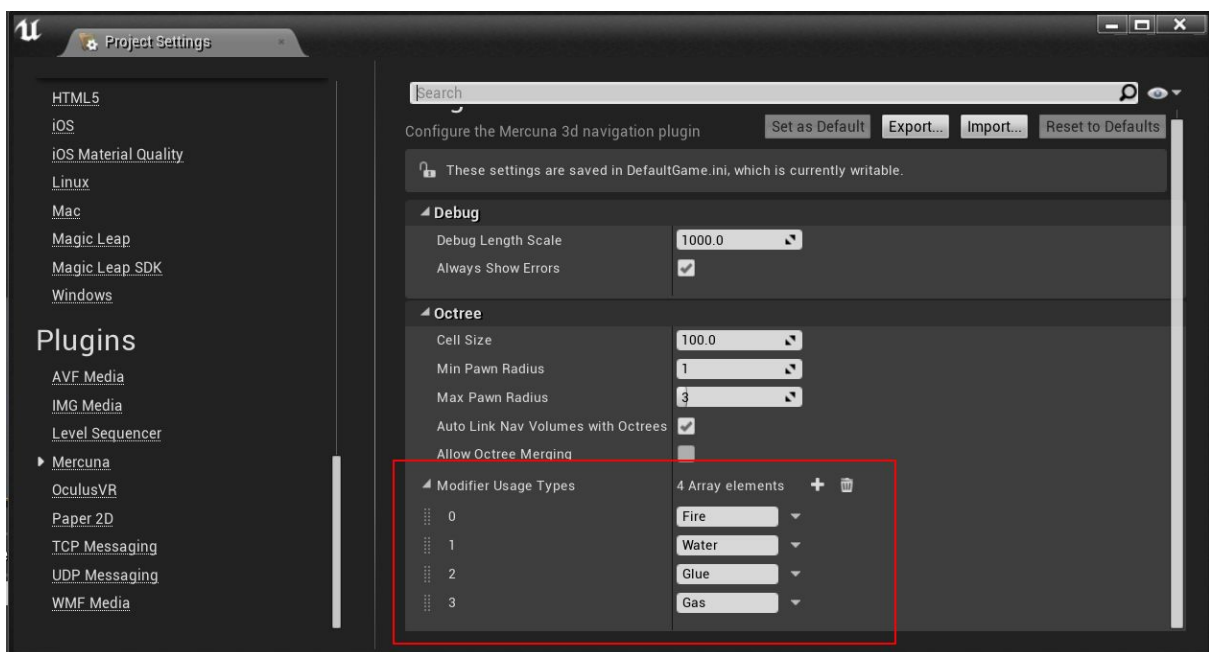 Project Settings
HTML5
iOS
iOS Material Quality
Linux
Mac
Magic Leap
Magic Leap SDK
Windows
Plugins
AVF Media
IMG Media
Level Sequencer
Mercuna
OculusVR
Paper 2D
TCP Messaging
UDP Messaging
WMF Media
Search
Configure the Mercuna 3d navigation plugin
Set as Default
Export...
Import...
Reset to Defaults
These settings are saved in DefaultGame.ini, which is currently writable.
Debug
Debug Length Scale 1000.0
Always Show Errors
Octree
Cell Size 100.0
Min Pawn Radius 1
Max Pawn Radius 3
Auto Link Nav Volumes with Octrees
Allow Octree Merging
Modifier Usage Types 4 Array elements
0 Fire
1 Water
2 Glue
3 Gas